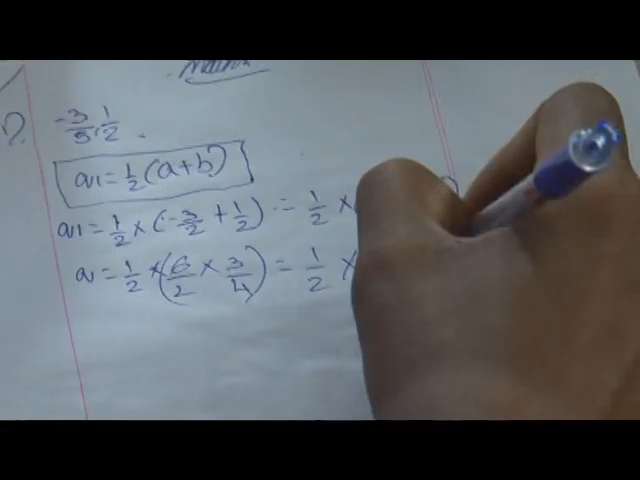 Maths
-3/5, 1/2.
a1 = 1/2 (a+b)
a1 = 1/2 × (-3/2 + 1/2) = 1/2 ×
a = 1/2 × (6/2 × 3/4) = 1/2 ×